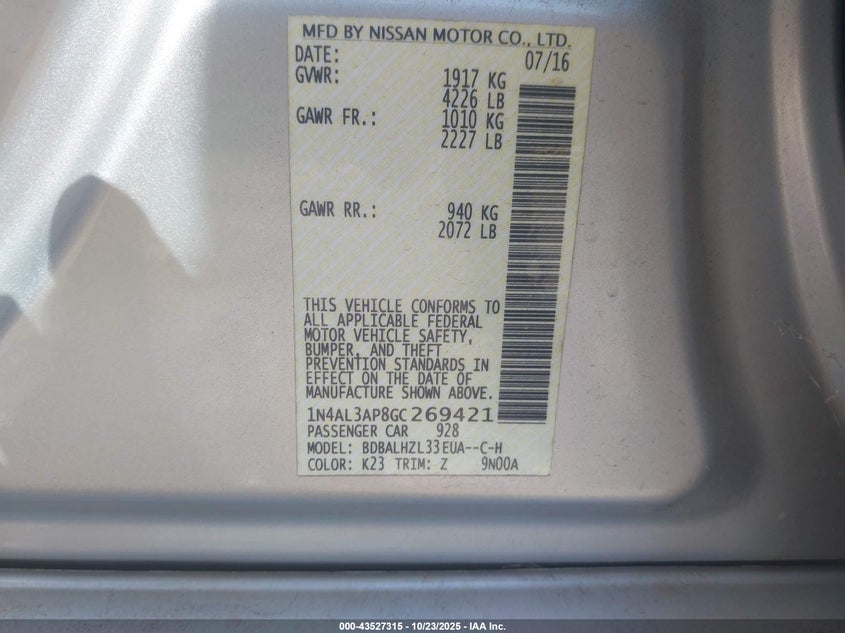 MFD BY NISSAN MOTOR CO., LTD.
DATE: 07/16
GVWR: 1917 KG
4226 LB
GAWR FR.: 1010 KG
2227 LB
GAWR RR.: 940 KG
2072 LB
THIS VEHICLE CONFORMS TO
ALL APPLICABLE FEDERAL
MOTOR VEHICLE SAFETY,
BUMPER, AND THEFT
PREVENTION STANDARDS IN
EFFECT ON THE DATE OF
MANUFACTURE SHOWN ABOVE.
1N4AL3AP8GC269421
PASSENGER CAR 928
MODEL: BDBALHZL33EUA--C-H
COLOR: K23 TRIM: Z 9N00A
000-43527315 - 10/23/2025 - IAA Inc.